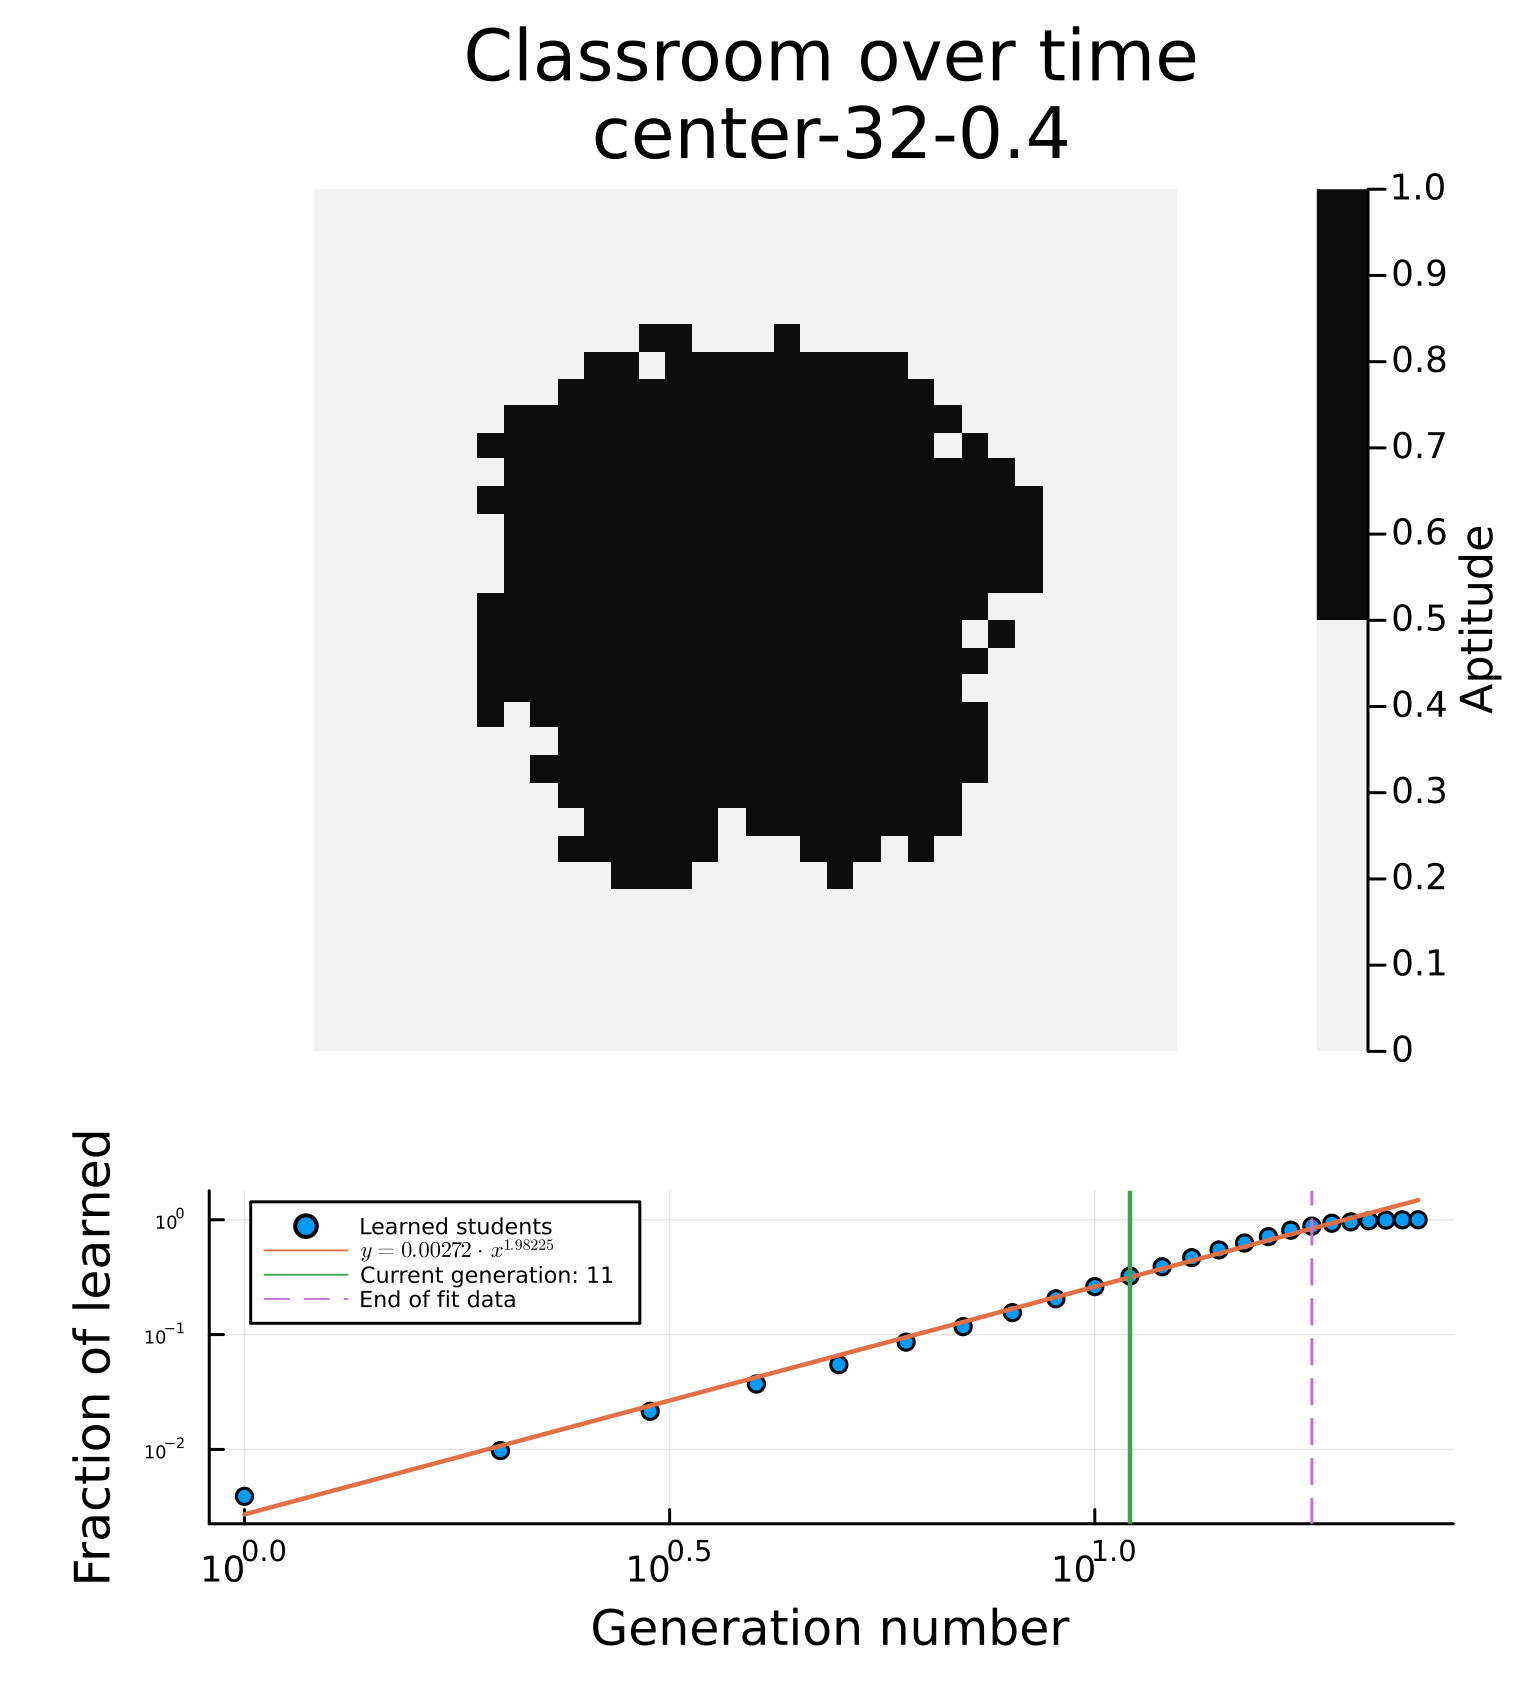 Classroom over time
center-32-0.4
1.0
0.9
0.8
0.7
0.6
0.5
0.4
0.3
0.2
0.1
0
Aptitude
Fraction of learned
10⁰
10⁻¹
10⁻²
Learned students
y = 0.00272 · x^1.98225
Current generation: 11
End of fit data
10^0.0 10^0.5 10^1.0
Generation number